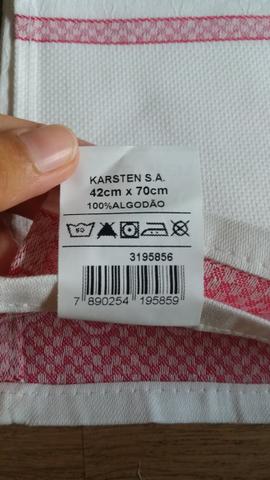 KARSTEN S.A.
42cm x 70cm
100%ALGODÃO
3195856
7 890254 195859